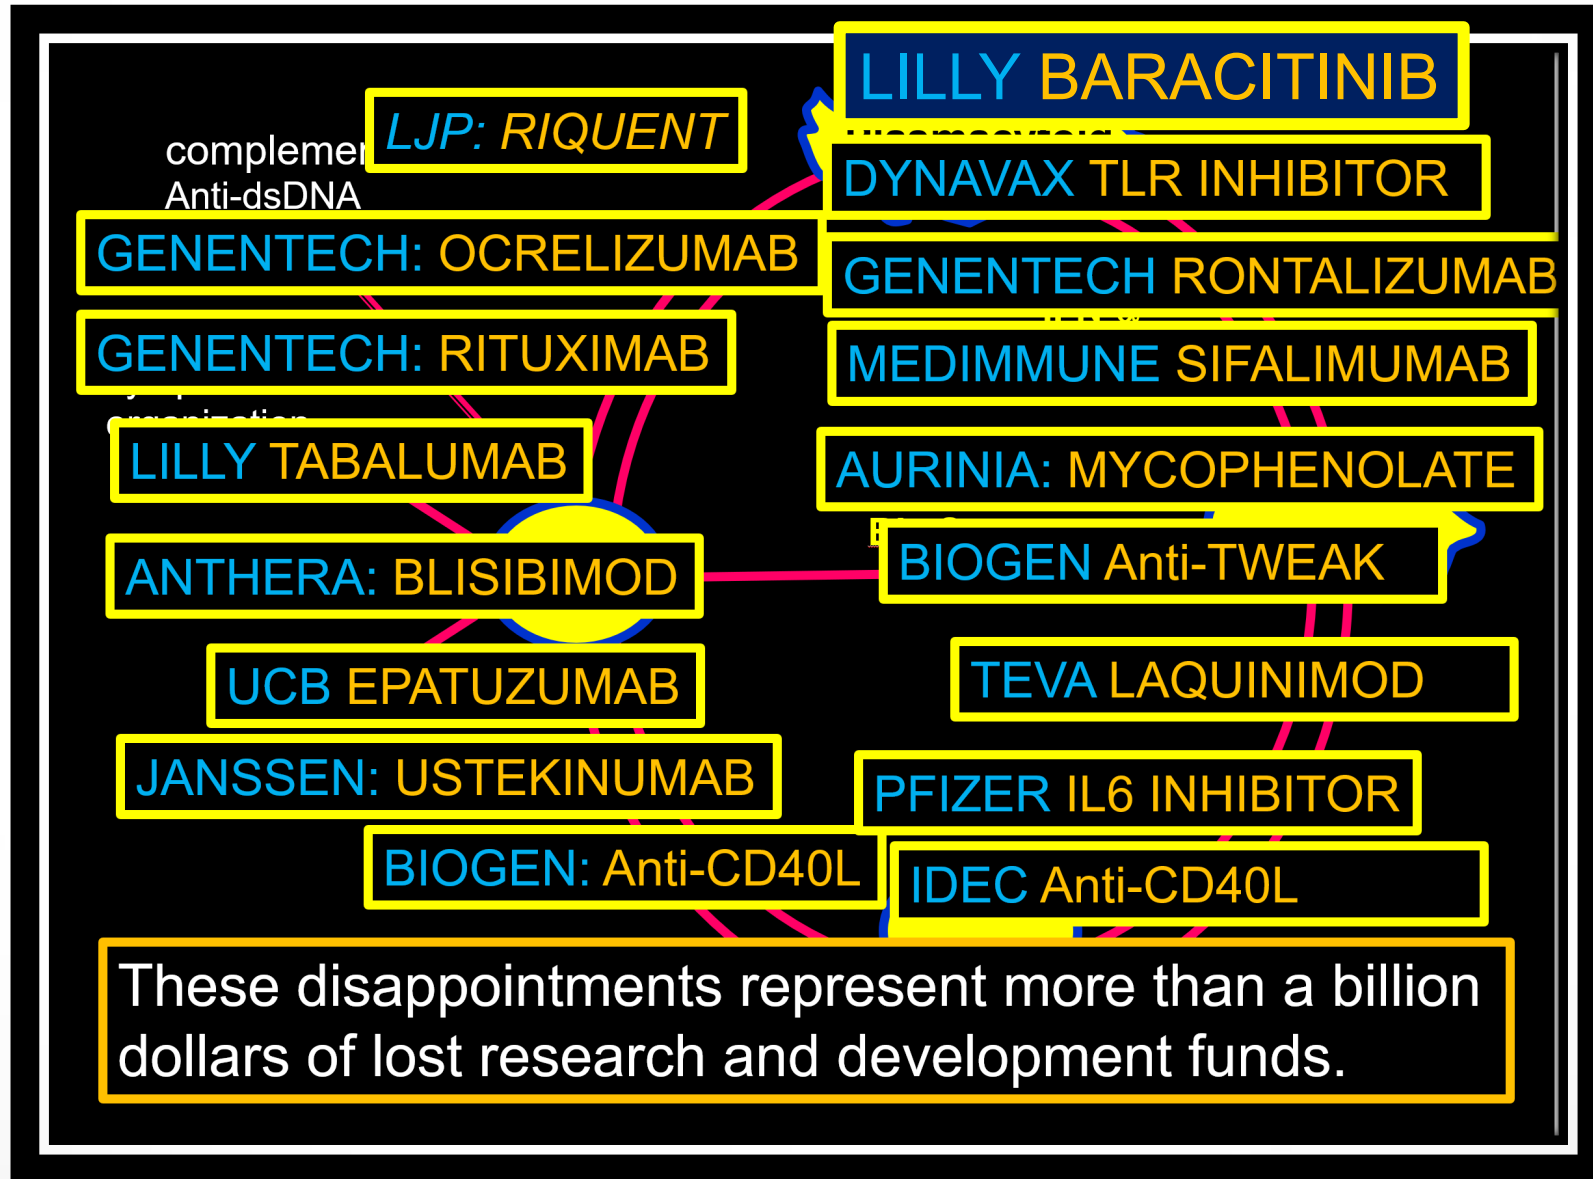 LILLY BARACITINIB
LJP: RIQUENT
Anti-dsDNA
DYNAVAX TLR INHIBITOR
GENENTECH: OCRELIZUMAB
GENENTECH RONTALIZUMAB
GENENTECH: RITUXIMAB
MEDIMMUNE SIFALIMUMAB
organization
LILLY TABALUMAB
AURINIA: MYCOPHENOLATE
ANTHERA: BLISIBIMOD
BIOGEN Anti-TWEAK
UCB EPATUZUMAB
TEVA LAQUINIMOD
JANSSEN: USTEKINUMAB
PFIZER IL6 INHIBITOR
BIOGEN: Anti-CD40L
IDEC Anti-CD40L
These disappointments represent more than a billion
dollars of lost research and development funds.